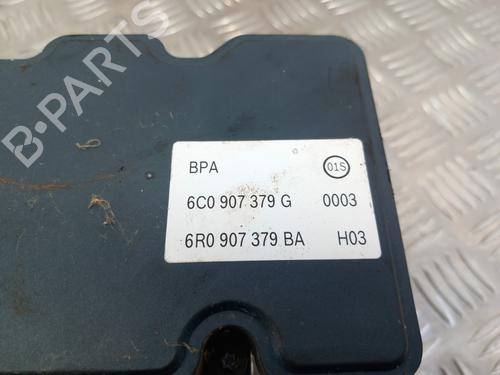 B-PARTS
BPA 01S
6C0 907 379 G 0003
6R0 907 379 BA H03